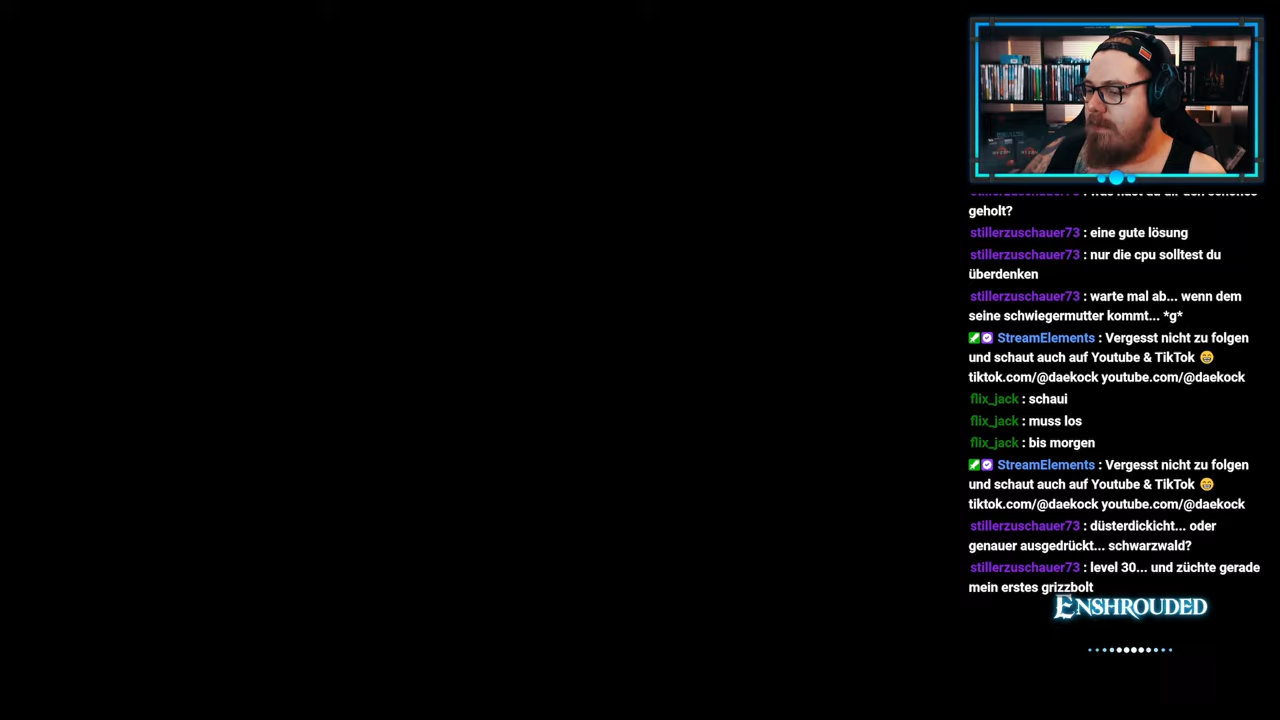 geholt?
stillerzuschauer73 : eine gute lösung
stillerzuschauer73 : nur die cpu solltest du
überdenken
stillerzuschauer73 : warte mal ab... wenn dem
seine schwiegermutter kommt... *g*
StreamElements : Vergesst nicht zu folgen
und schaut auch auf Youtube & TikTok 😁
tiktok.com/@daekock youtube.com/@daekock
flix_jack : schaui
flix_jack : muss los
flix_jack : bis morgen
StreamElements : Vergesst nicht zu folgen
und schaut auch auf Youtube & TikTok 😁
tiktok.com/@daekock youtube.com/@daekock
stillerzuschauer73 : düsterdickicht... oder
genauer ausgedrückt... schwarzwald?
stillerzuschauer73 : level 30... und züchte gerade
mein erstes grizzbolt
ENSHROUDED